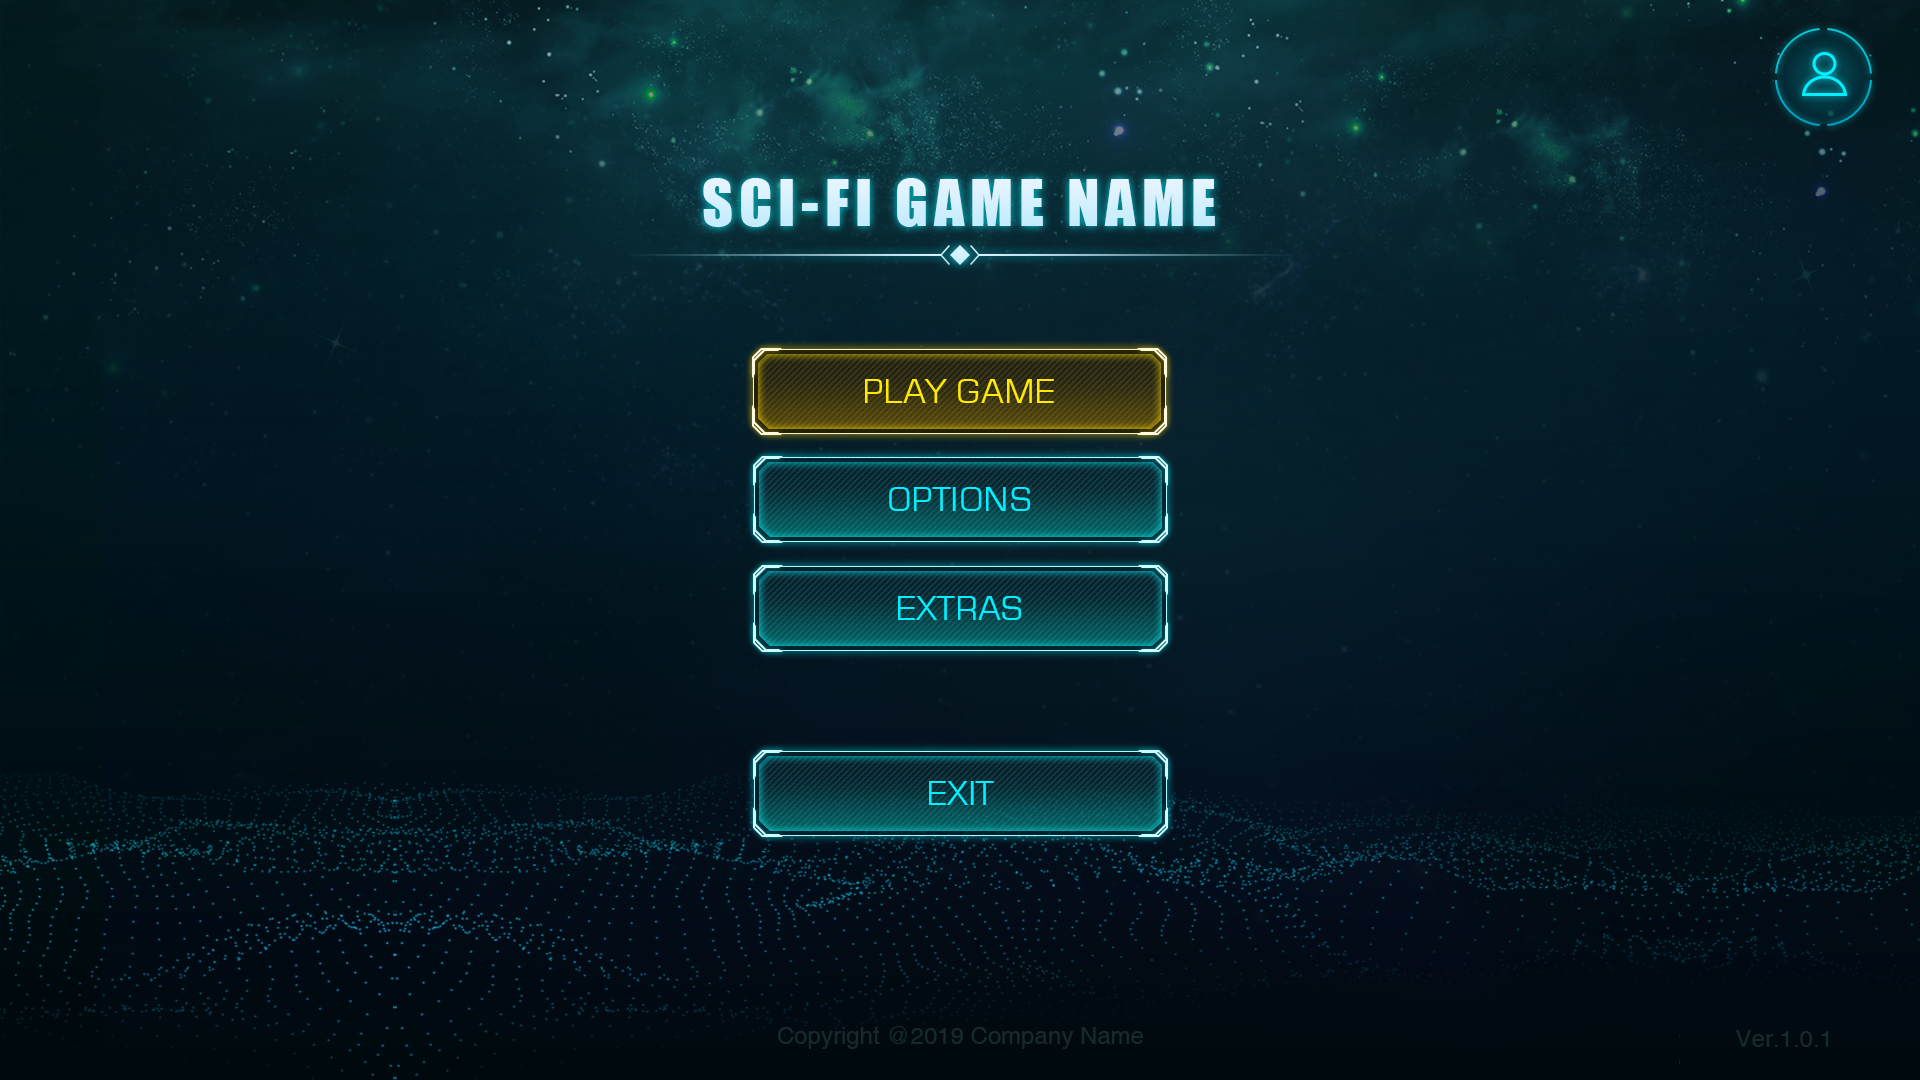 SCI-FI GAME NAME
PLAY GAME
OPTIONS
EXTRAS
EXIT
Copyright @2019 Company Name
Ver.1.0.1